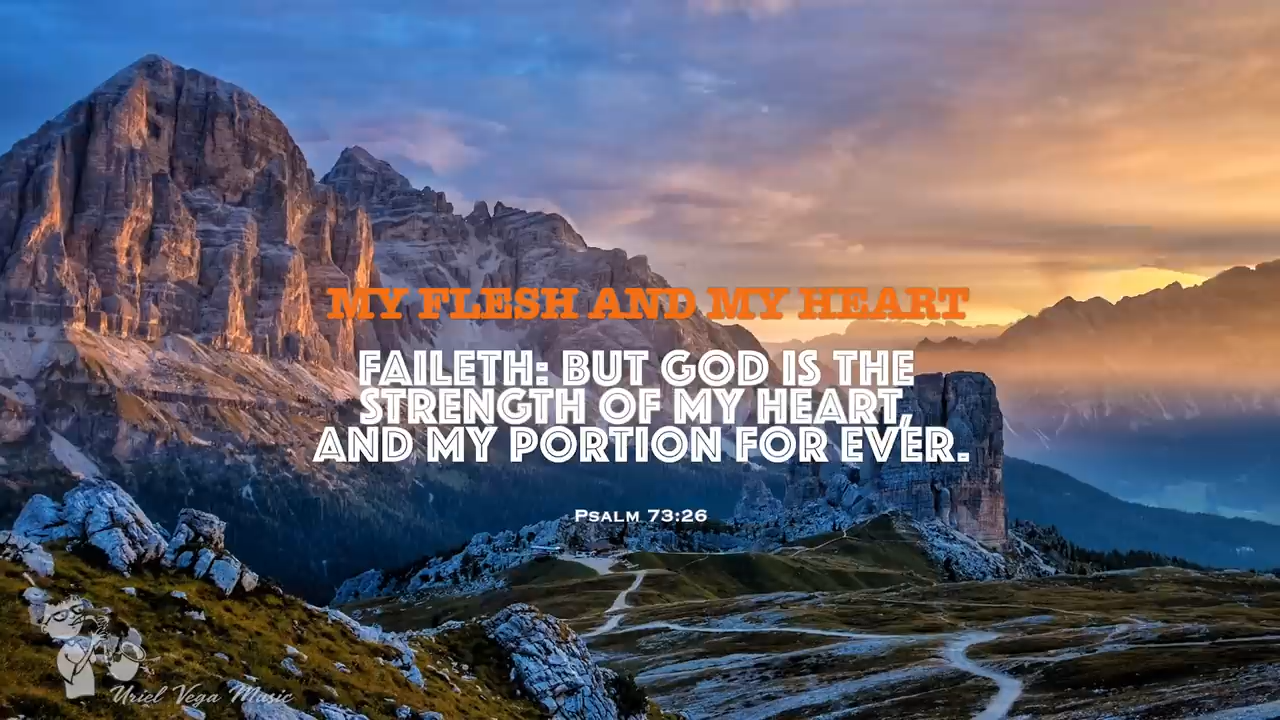 MY FLESH AND MY HEART
FAILETH: BUT GOD IS THE
STRENGTH OF MY HEART,
AND MY PORTION FOR EVER.
Psalm 73:26
Uriel Vega Music